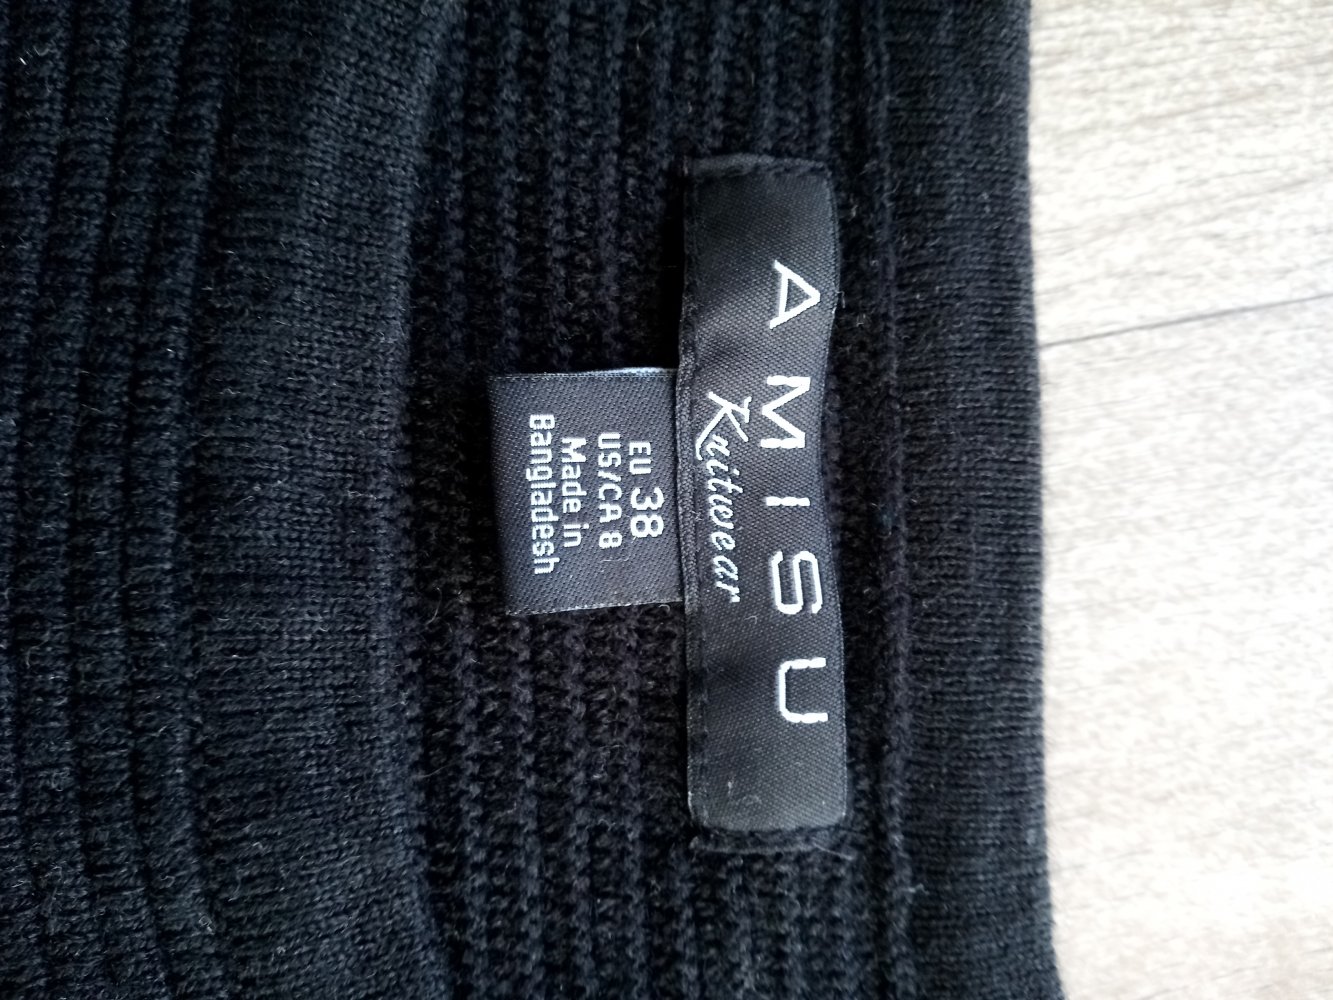 AMISU
Knitwear
EU 38
US/CA 8
Made in
Bangladesh